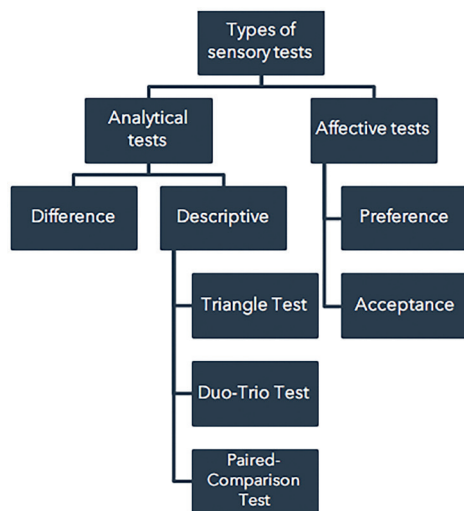 Types of
sensory tests
Analytical
tests
Affective tests
Difference
Descriptive
Preference
Triangle Test
Acceptance
Duo-Trio Test
Paired-
Comparison
Test